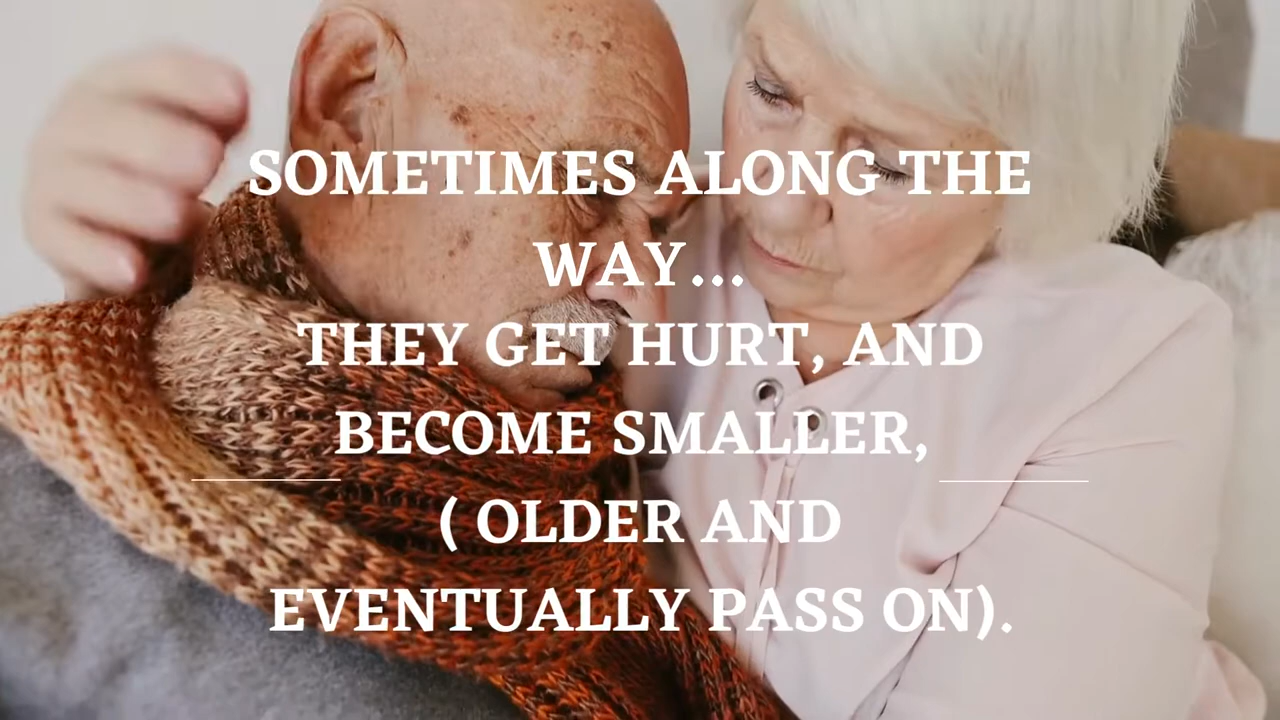 SOMETIMES ALONG THE
WAY...
THEY GET HURT, AND
BECOME SMALLER,
( OLDER AND
EVENTUALLY PASS ON).